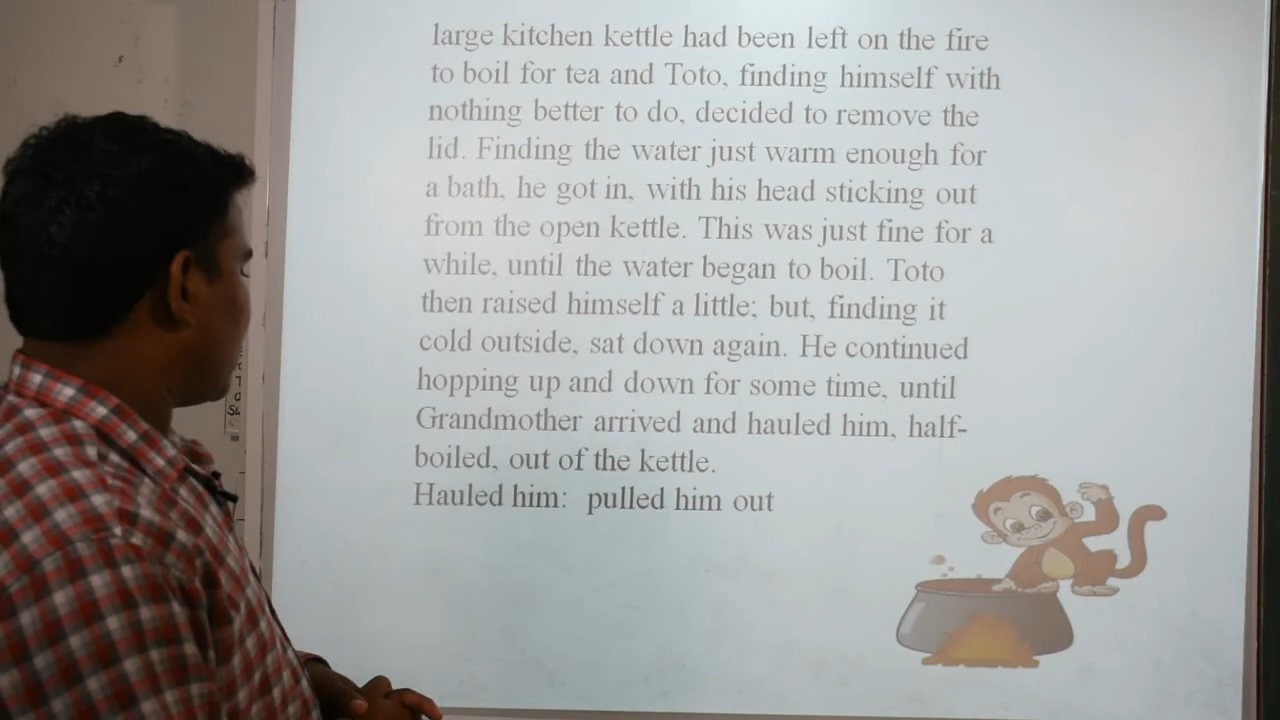 large kitchen kettle had been left on the fire
to boil for tea and Toto, finding himself with
nothing better to do, decided to remove the
lid. Finding the water just warm enough for
a bath, he got in, with his head sticking out
from the open kettle. This was just fine for a
while, until the water began to boil. Toto
then raised himself a little; but, finding it
cold outside, sat down again. He continued
hopping up and down for some time, until
Grandmother arrived and hauled him, half-
boiled, out of the kettle.
Hauled him: pulled him out